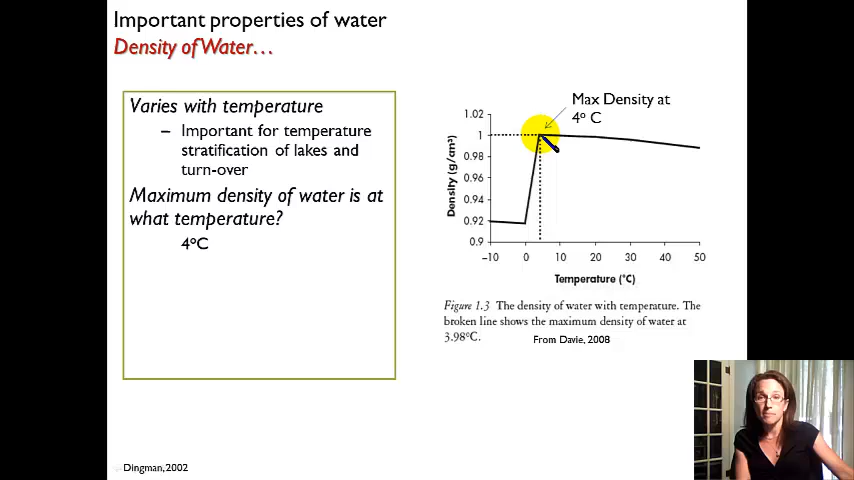 Important properties of water
Density of Water…
Varies with temperature
– Important for temperature
stratification of lakes and
turn-over
Maximum density of water is at
what temperature?
4°C
Max Density at
4° C
1.02
1
0.98
0.96
0.94
0.92
0.9
Density (g/cm³)
–10 0 10 20 30 40 50
Temperature (°C)
Figure 1.3 The density of water with temperature. The
broken line shows the maximum density of water at
3.98°C.
From Davie, 2008
Dingman,2002